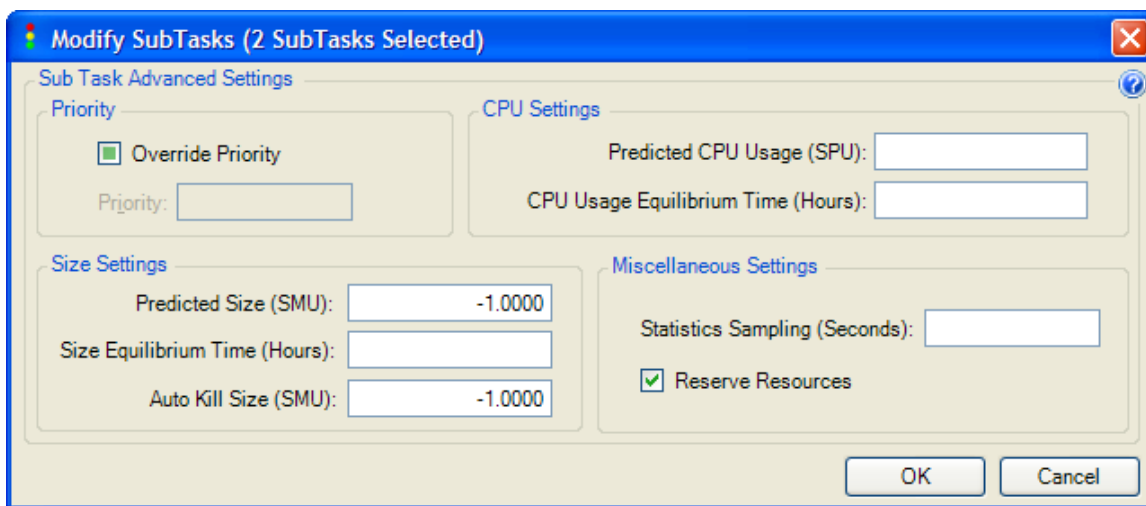 Modify SubTasks (2 SubTasks Selected)
Sub Task Advanced Settings
Priority
Override Priority
Priority:
CPU Settings
Predicted CPU Usage (SPU):
CPU Usage Equilibrium Time (Hours):
Size Settings
Predicted Size (SMU): -1.0000
Size Equilibrium Time (Hours):
Auto Kill Size (SMU): -1.0000
Miscellaneous Settings
Statistics Sampling (Seconds):
Reserve Resources
OK Cancel